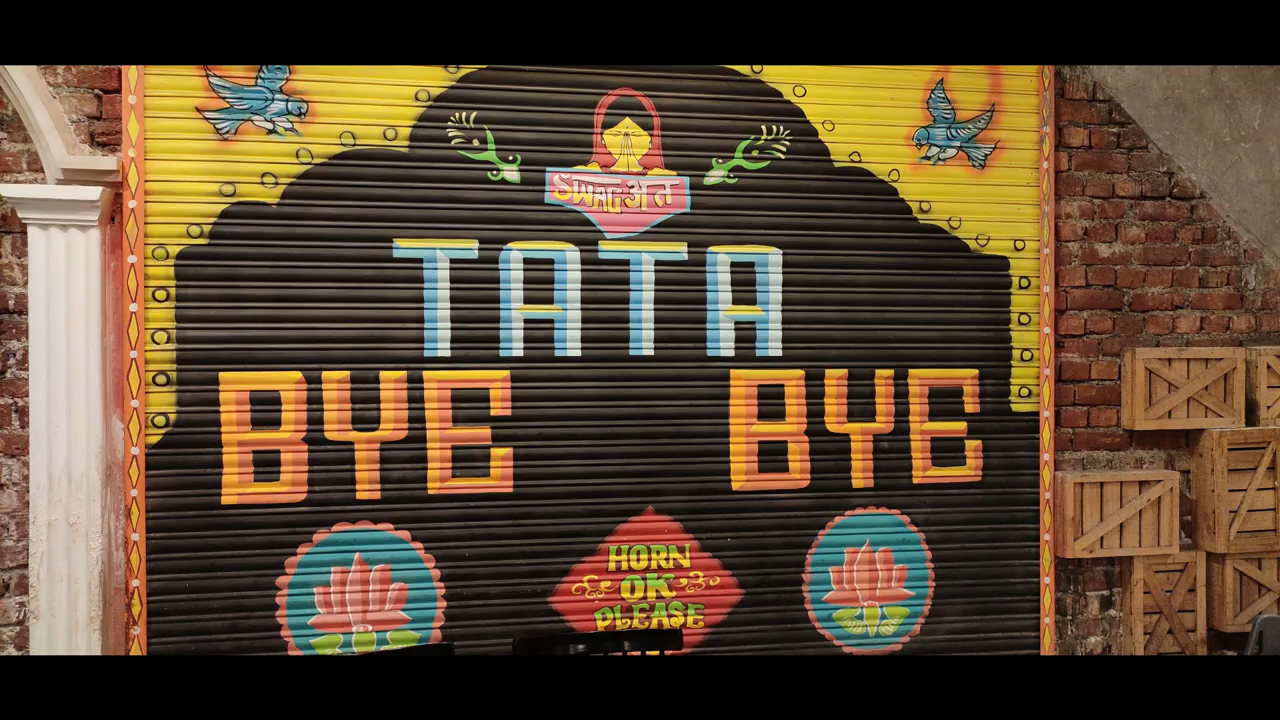 SWAGअत
TATA
BYE BYE
HORN
OK
PLEASE